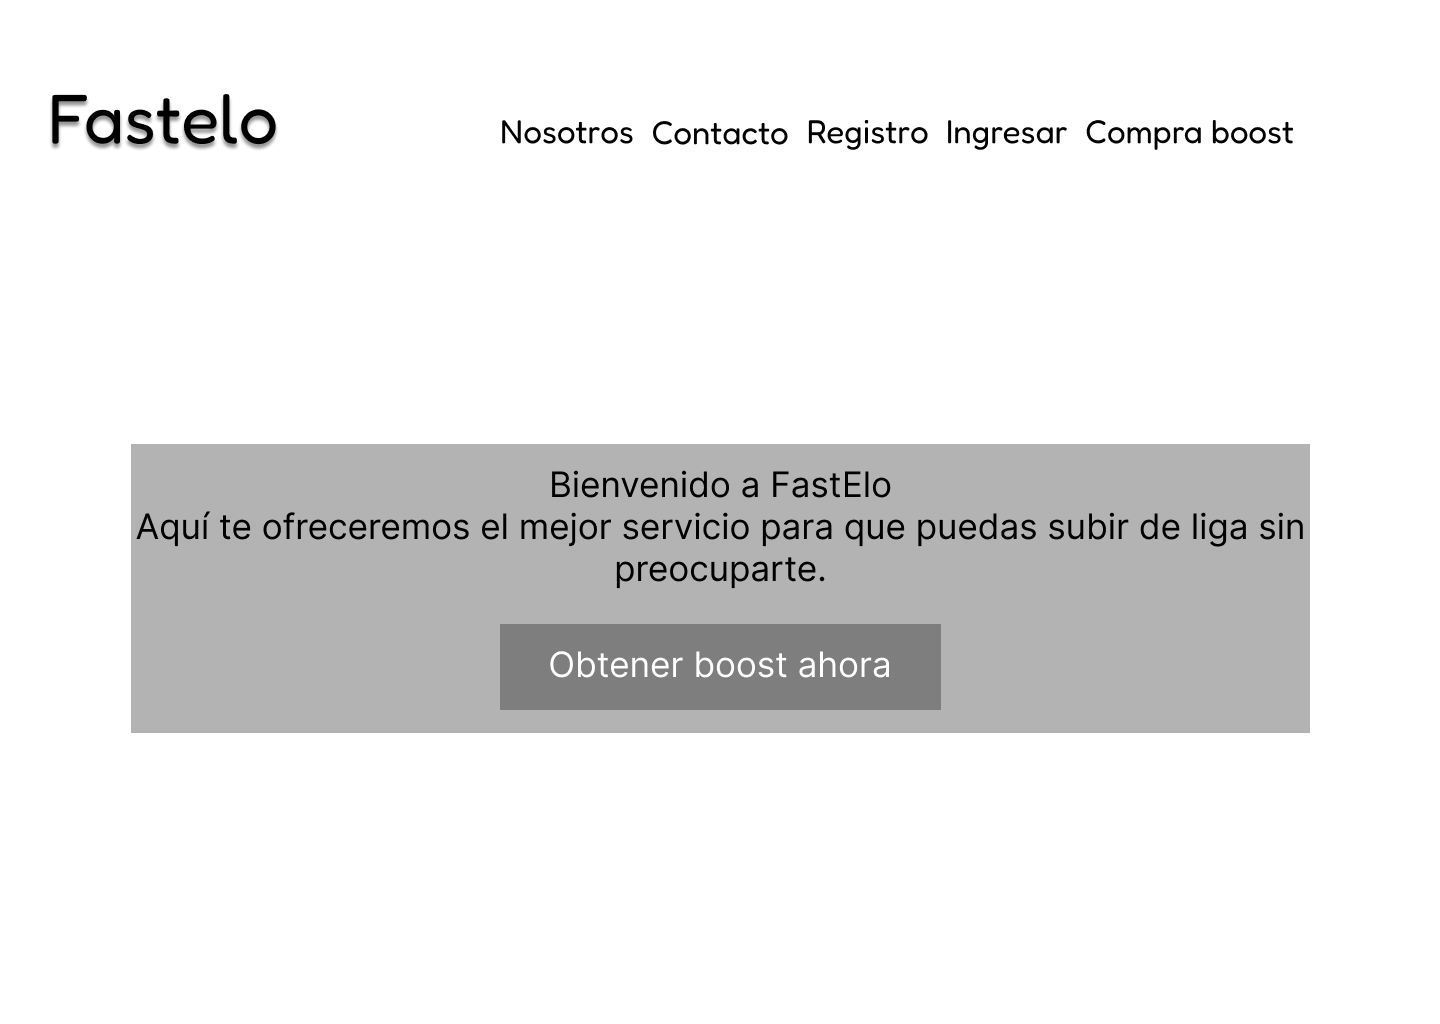 Fastelo
Nosotros Contacto Registro Ingresar Compra boost
Bienvenido a FastElo
Aquí te ofreceremos el mejor servicio para que puedas subir de liga sin
preocuparte.
Obtener boost ahora